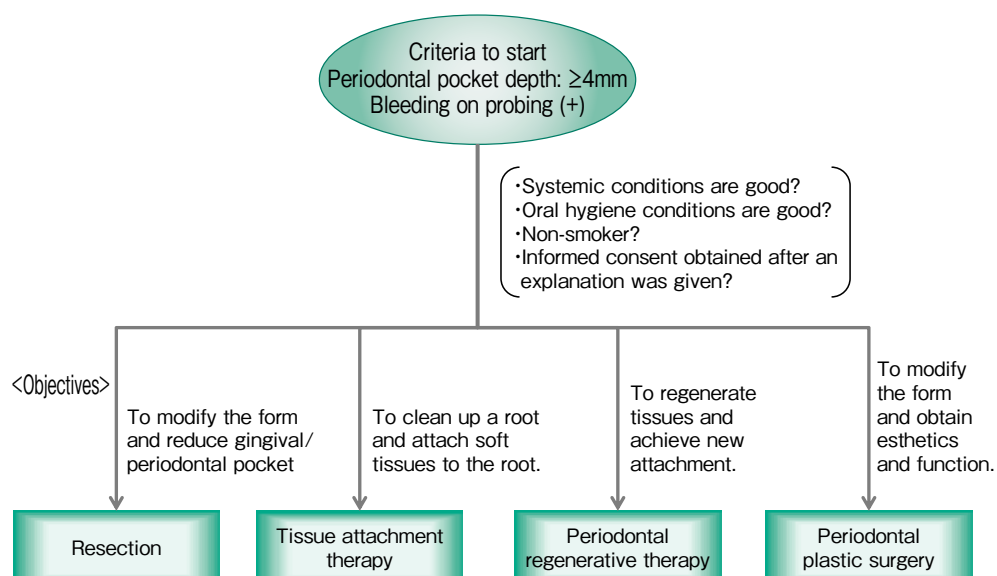 Criteria to start
Periodontal pocket depth: ≥4mm
Bleeding on probing (+)
・Systemic conditions are good?
・Oral hygiene conditions are good?
・Non-smoker?
・Informed consent obtained after an
explanation was given?
<Objectives>
To modify the form
and reduce gingival/
periodontal pocket
To clean up a root
and attach soft
tissues to the root.
To regenerate
tissues and
achieve new
attachment.
To modify
the form
and obtain
esthetics
and function.
Resection
Tissue attachment
therapy
Periodontal
regenerative therapy
Periodontal
plastic surgery